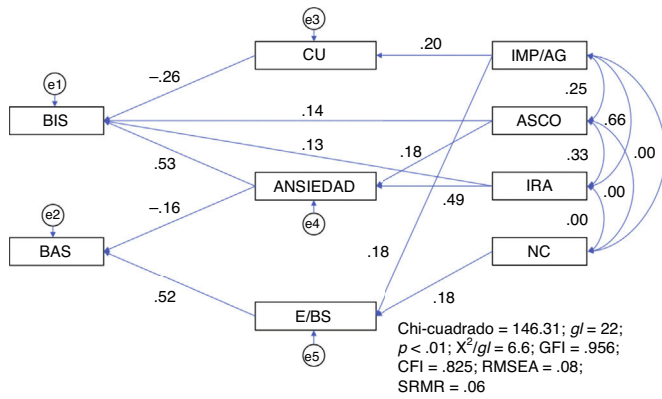 e3
CU
.20
IMP/AG
–.26
.25
e1
BIS
.14
ASCO
.66
.00
.13
.18
.33
.53
ANSIEDAD
IRA
.00
–.16
.49
e2
e4
.00
BAS
.18
NC
.52
.18
E/BS
e5
Chi-cuadrado = 146.31; gl = 22;
p < .01; X²/gl = 6.6; GFI = .956;
CFI = .825; RMSEA = .08;
SRMR = .06